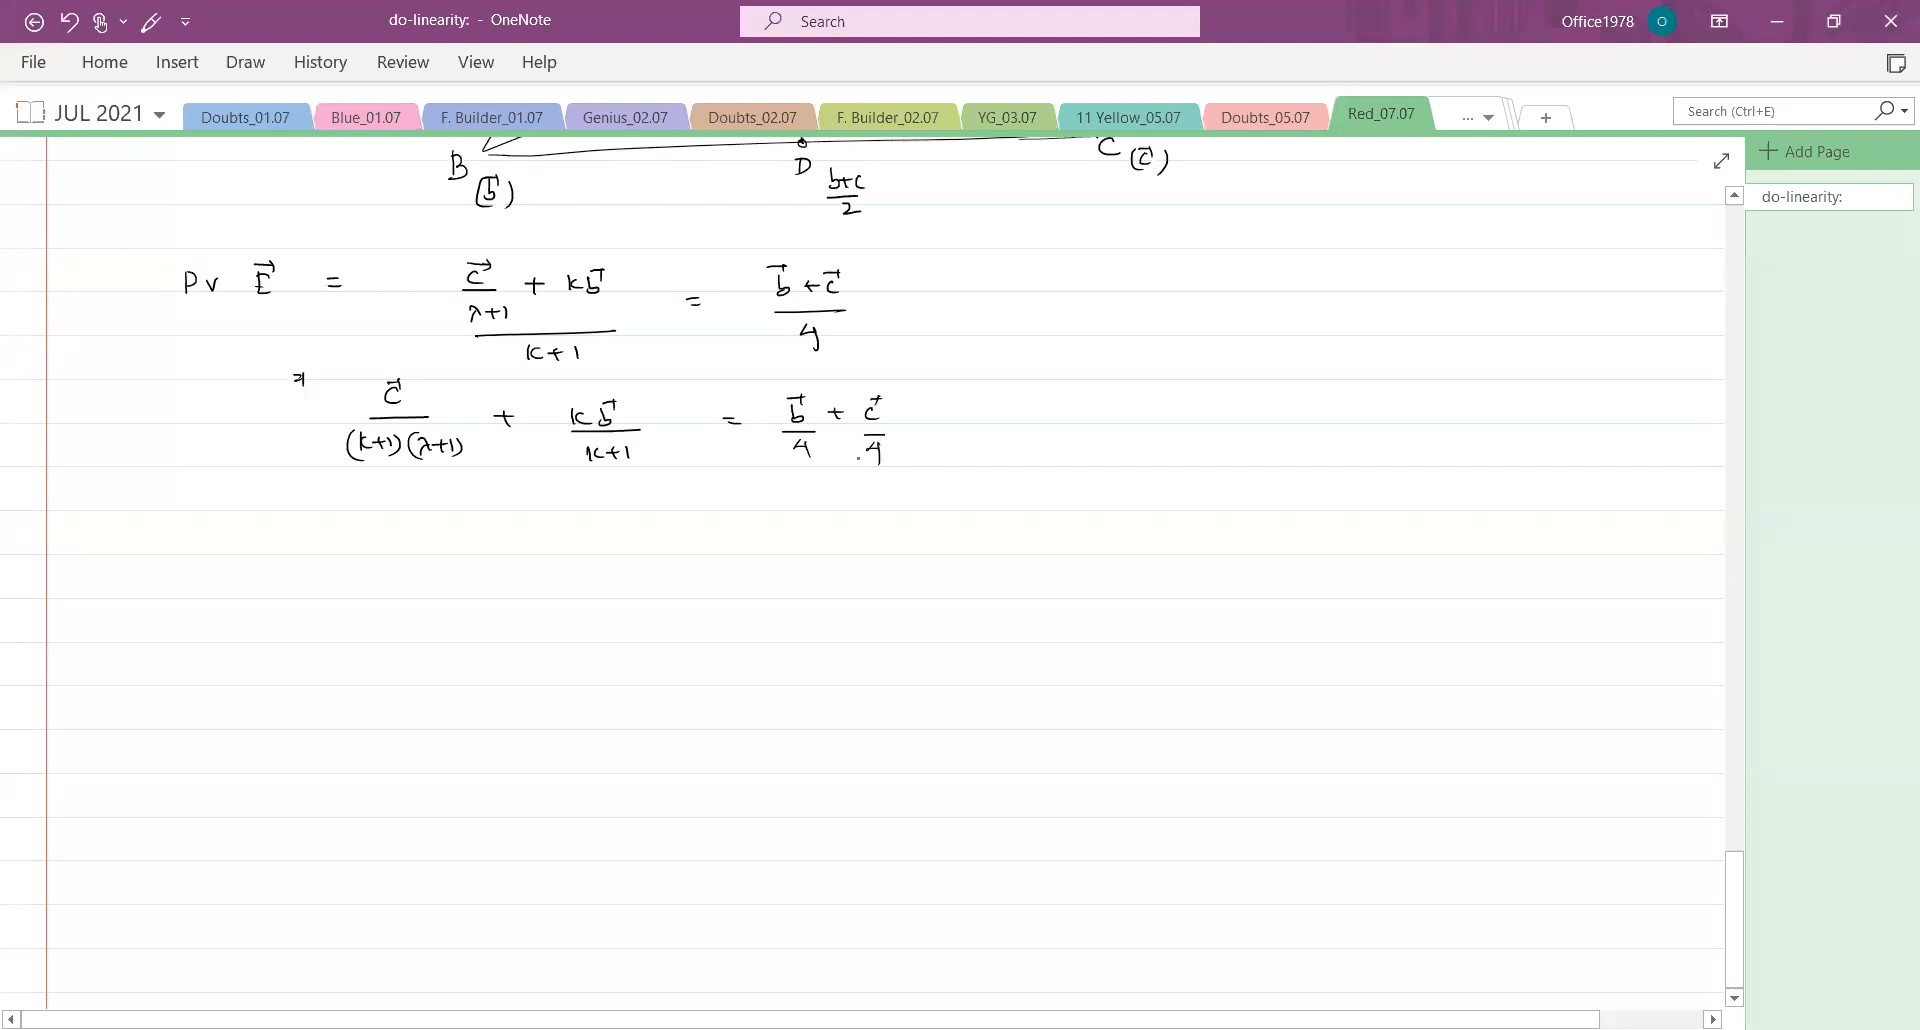 do-linearity: - OneNote
Search
Office1978
O
File Home Insert Draw History Review View Help
JUL 2021
Doubts_01.07 Blue_01.07 F. Builder_01.07 Genius_02.07 Doubts_02.07 F. Builder_02.07 YG_03.07 11 Yellow_05.07 Doubts_05.07 Red_07.07 ... +
Search (Ctrl+E)
Add Page
do-linearity:
B (b⃗) D (b+c)/2 C (c⃗)
Pv E⃗ = (c⃗/(λ+1) + kb⃗)/(k+1) = (b⃗ + c⃗)/4
⇒ c⃗/((k+1)(λ+1)) + kb⃗/(k+1) = b⃗/4 + c⃗/4